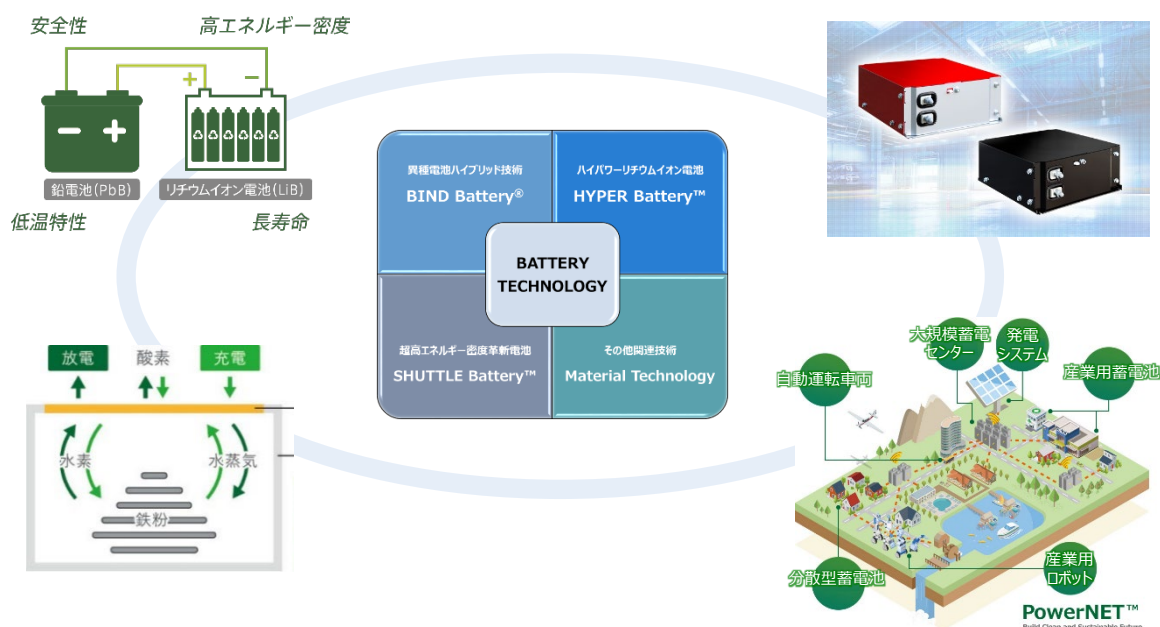 安全性
高エネルギー密度
鉛電池(PbB)
リチウムイオン電池(LiB)
低温特性
長寿命
異種電池ハイブリッド技術
BIND Battery®
ハイパワーリチウムイオン電池
HYPER Battery™
BATTERY
TECHNOLOGY
超高エネルギー密度革新電池
SHUTTLE Battery™
その他関連技術
Material Technology
放電
酸素
充電
水素
水蒸気
鉄粉
大規模蓄電
センター
発電
システム
自動運転車両
産業用蓄電池
分散型蓄電池
産業用
ロボット
PowerNET™
Build Clean and Sustainable Future